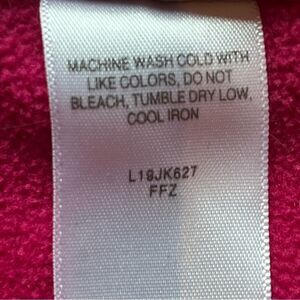 MACHINE WASH COLD WITH
LIKE COLORS, DO NOT
BLEACH, TUMBLE DRY LOW,
COOL IRON
L19JK627
FFZ